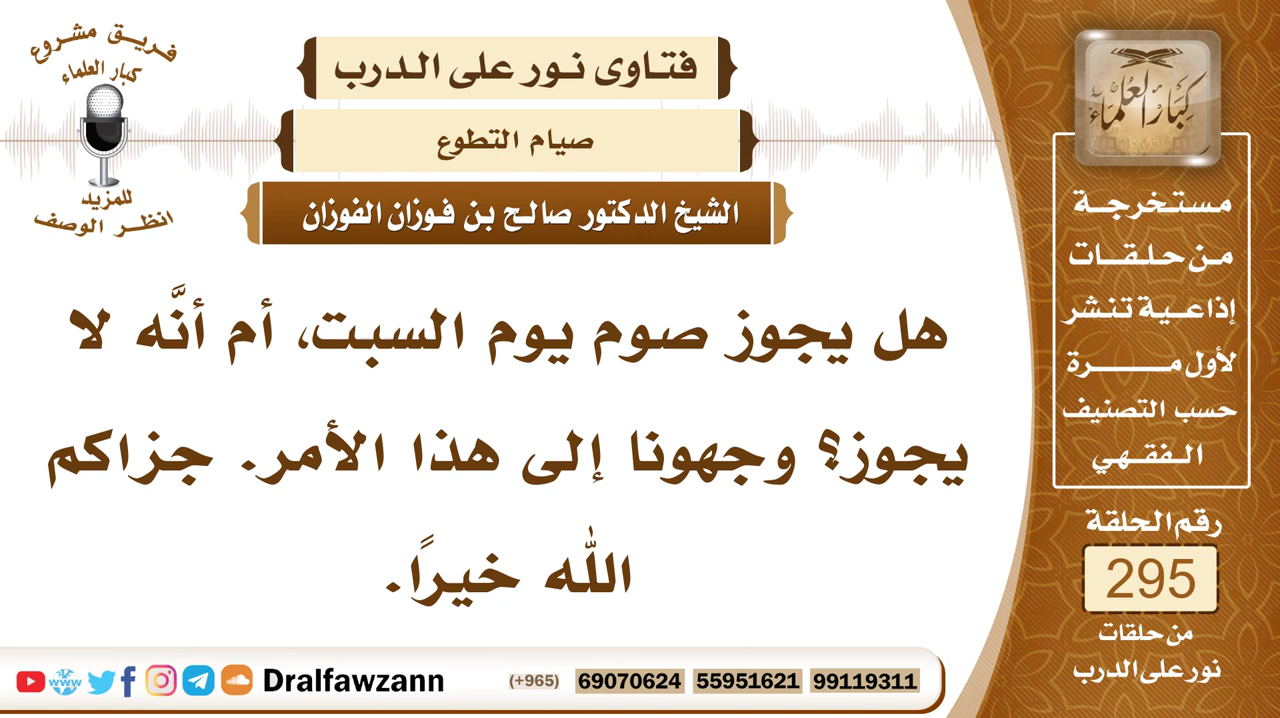 فريق مشروع
كبار العلماء
للمزيد
انظر الوصف
فتاوى نور على الدرب
صيام التطوع
الشيخ الدكتور صالح بن فوزان الفوزان
هل يجوز صوم يوم السبت، أم أنَّه لا
يجوز؟ وجهونا إلى هذا الأمر. جزاكم
الله خيرًا.
كبار العلماء
مستخرجة
من حلقات
إذاعية تنشر
لأول مرة
حسب التصنيف
الفقهي
رقم الحلقة
295
من حلقات
نور على الدرب
www Dralfawzann (+965) 69070624 55951621 99119311